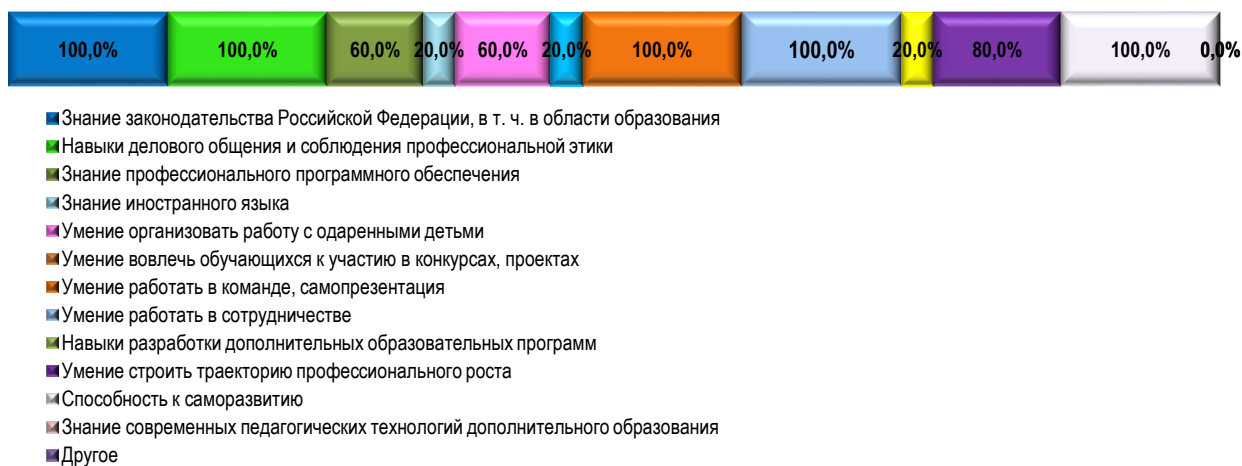 100,0% 100,0% 60,0% 20,0% 60,0% 20,0% 100,0% 100,0% 20,0% 80,0% 100,0% 0,0%
Знание законодательства Российской Федерации, в т. ч. в области образования
Навыки делового общения и соблюдения профессиональной этики
Знание профессионального программного обеспечения
Знание иностранного языка
Умение организовать работу с одаренными детьми
Умение вовлечь обучающихся к участию в конкурсах, проектах
Умение работать в команде, самопрезентация
Умение работать в сотрудничестве
Навыки разработки дополнительных образовательных программ
Умение строить траекторию профессионального роста
Способность к саморазвитию
Знание современных педагогических технологий дополнительного образования
Другое